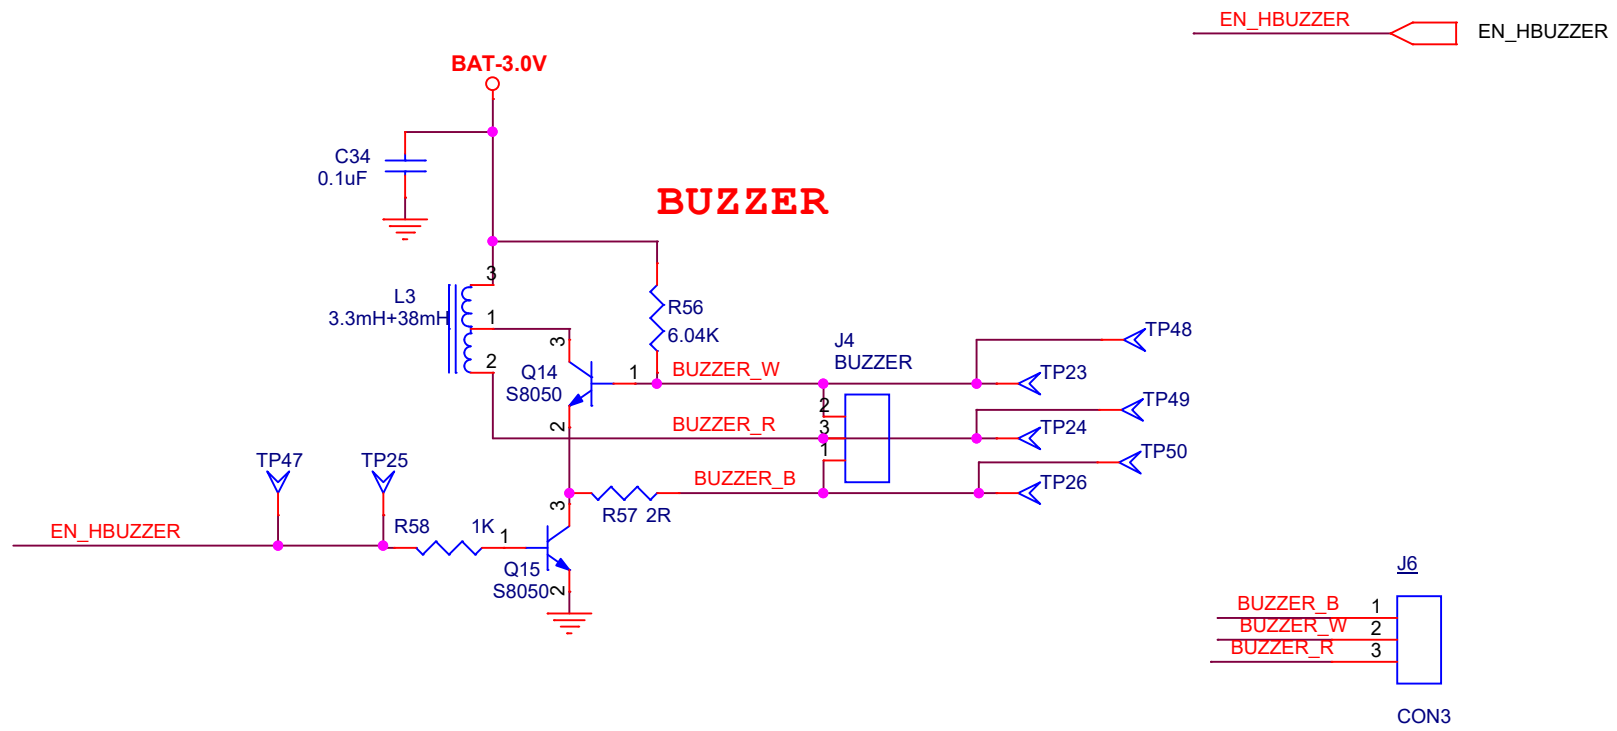 EN_HBUZZER
EN_HBUZZER
BAT-3.0V
C34
0.1uF
BUZZER
3
L3
3.3mH+38mH
1
2
R56
6.04K
3
Q14
S8050
1
2
BUZZER_W
J4
BUZZER
TP48
TP23
2
BUZZER_R
3
TP49
TP24
1
BUZZER_B
TP50
TP26
TP47
TP25
EN_HBUZZER
R58
1K
1
3
R57 2R
Q15
S8050
2
J6
BUZZER_B
1
BUZZER_W
2
BUZZER_R
3
CON3